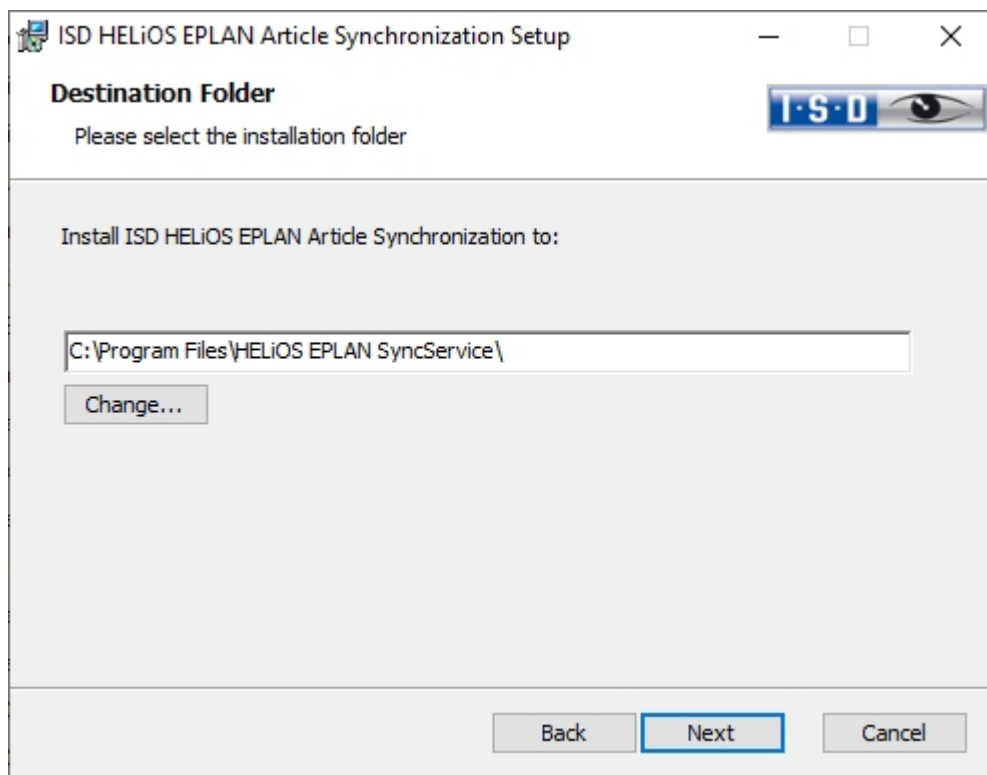 ISD HELiOS EPLAN Article Synchronization Setup
Destination Folder
I·S·D
Please select the installation folder
Install ISD HELiOS EPLAN Article Synchronization to:
C:\Program Files\HELiOS EPLAN SyncService\
Change...
Back Next Cancel